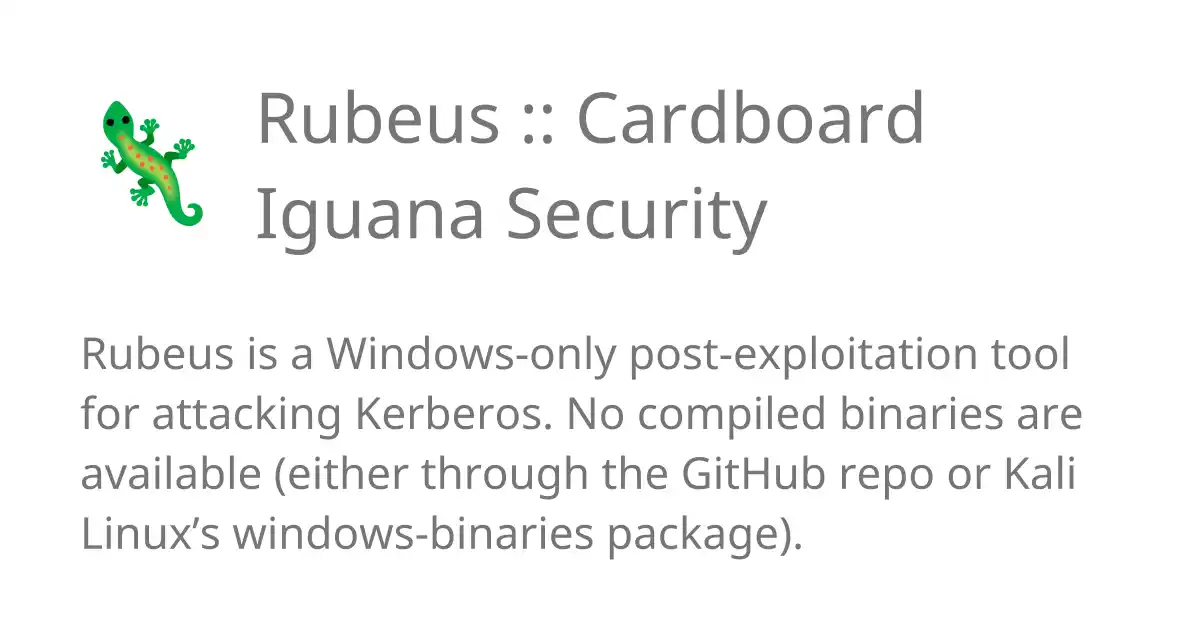 Rubeus :: Cardboard
Iguana Security
Rubeus is a Windows-only post-exploitation tool
for attacking Kerberos. No compiled binaries are
available (either through the GitHub repo or Kali
Linux’s windows-binaries package).